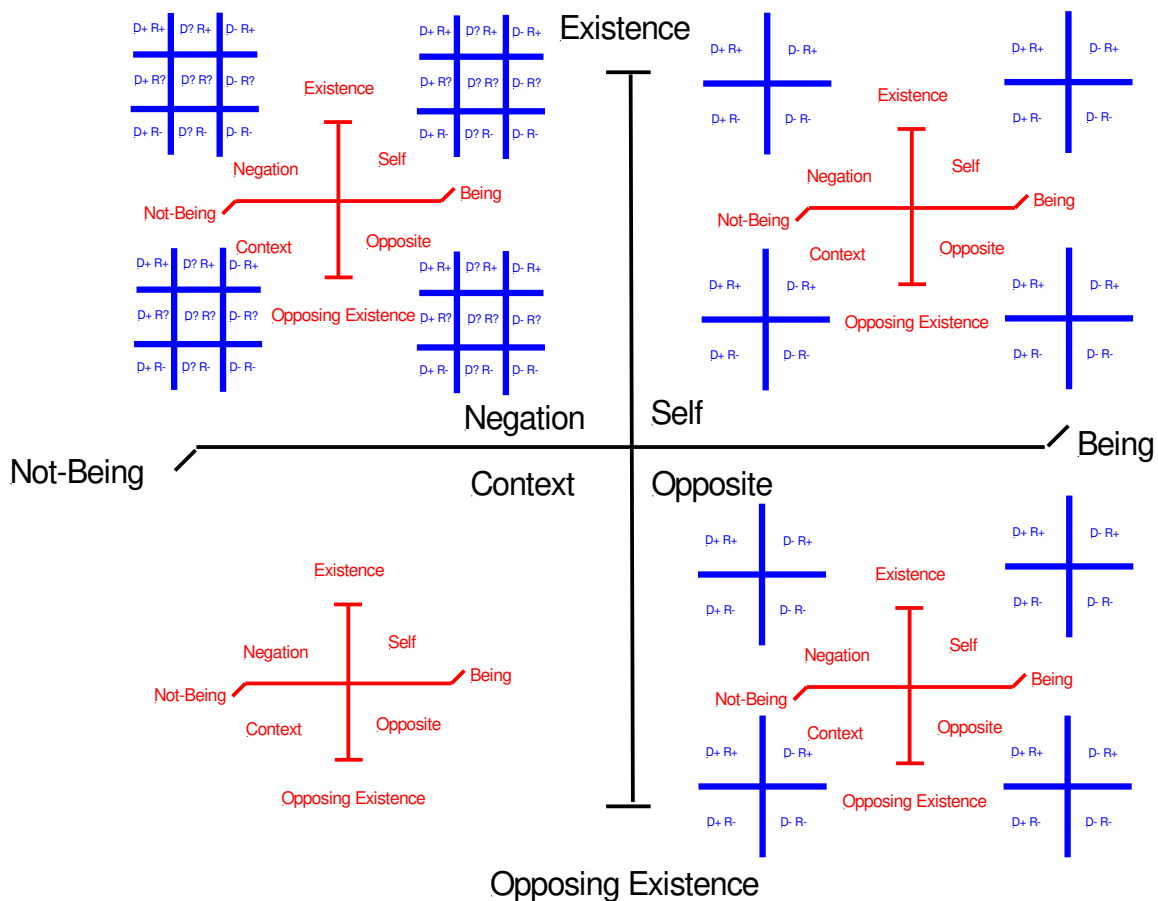 Existence
D+ R+ D? R+ D- R+
D+ R? D? R? D- R?
D+ R- D? R- D- R-
D+ R+ D? R+ D- R+
D+ R? D? R? D- R?
D+ R- D? R- D- R-
Existence
Negation Self
Not-Being Being
Context Opposite
Opposing Existence
D+ R+ D? R+ D- R+
D+ R? D? R? D- R?
D+ R- D? R- D- R-
D+ R+ D? R+ D- R+
D+ R? D? R? D- R?
D+ R- D? R- D- R-
D+ R+ D- R+
D+ R- D- R-
D+ R+ D- R+
D+ R- D- R-
Existence
Negation Self
Not-Being Being
Context Opposite
Opposing Existence
D+ R+ D- R+
D+ R- D- R-
D+ R+ D- R+
D+ R- D- R-
Negation Self
Not-Being Being
Context Opposite
Existence
Negation Self
Not-Being Being
Context Opposite
Opposing Existence
D+ R+ D- R+
D+ R- D- R-
D+ R+ D- R+
D+ R- D- R-
Existence
Negation Self
Not-Being Being
Context Opposite
Opposing Existence
D+ R+ D- R+
D+ R- D- R-
D+ R+ D- R+
D+ R- D- R-
Opposing Existence